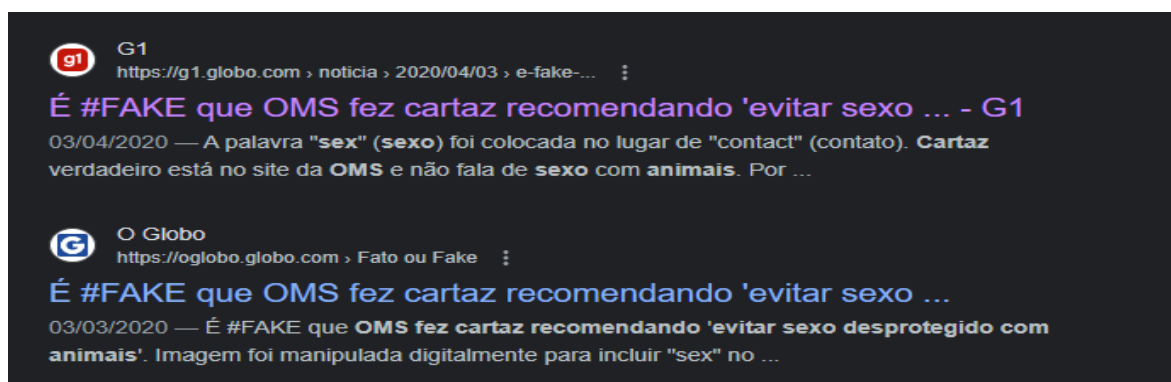 g1
G1
https://g1.globo.com › noticia › 2020/04/03 › e-fake-...
É #FAKE que OMS fez cartaz recomendando 'evitar sexo ... - G1
03/04/2020 — A palavra "sex" (sexo) foi colocada no lugar de "contact" (contato). Cartaz
verdadeiro está no site da OMS e não fala de sexo com animais. Por ...
G
O Globo
https://oglobo.globo.com › Fato ou Fake
É #FAKE que OMS fez cartaz recomendando 'evitar sexo ...
03/03/2020 — É #FAKE que OMS fez cartaz recomendando 'evitar sexo desprotegido com
animais'. Imagem foi manipulada digitalmente para incluir "sex" no ...